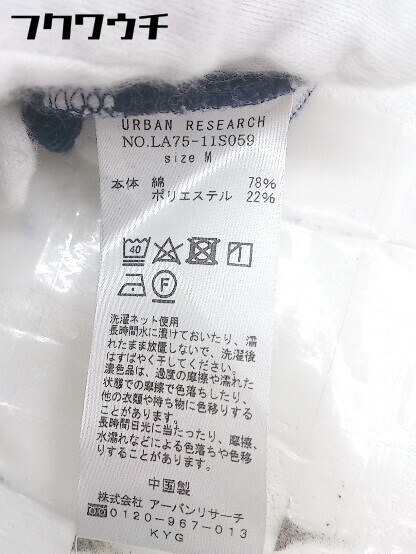 フクワウチ
URBAN RESEARCH
NO.LA75-11S059
size M
本体 綿 78%
ポリエステル 22%
40
F
洗濯ネット使用
長時間水に漬けておいたり、濡
れたまま放置しないで、洗濯後
はすばやく干してください。
濃色品は、過度の摩擦や濡れた
状態での摩擦で色落ちしたり、
他の衣類や持ち物に色移りする
ことがあります。
長時間日光に当たったり、摩擦、
水濡れなどによる色落ちや色移
りすることがあります。
中国製
株式会社 アーバンリサーチ
0120-967-013
KYG